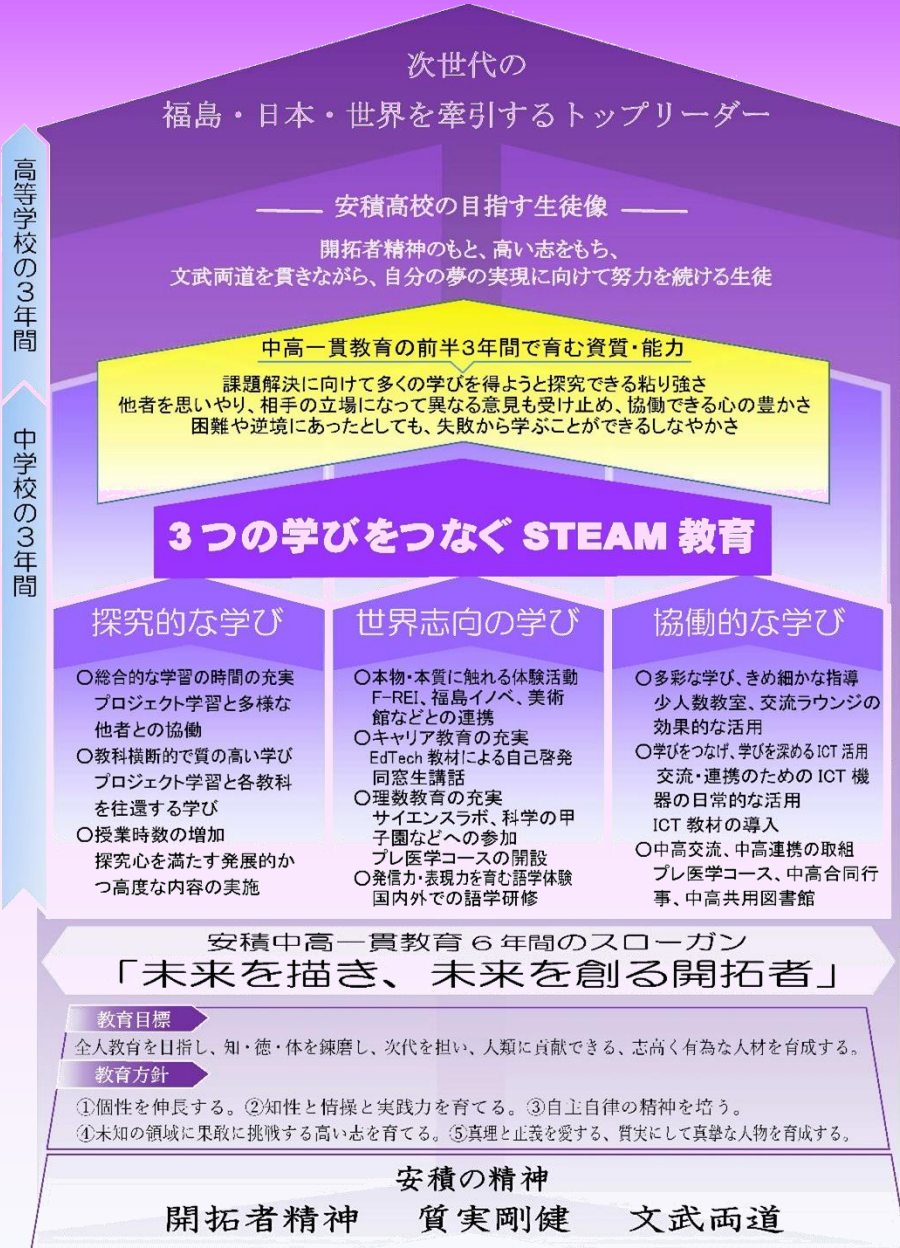 次世代の
福島・日本・世界を牽引するトップリーダー
高等学校の3年間
安積高校の目指す生徒像
開拓者精神のもと、高い志をもち、
文武両道を貫きながら、自分の夢の実現に向けて努力を続ける生徒
中高一貫教育の前半3年間で育む資質・能力
課題解決に向けて多くの学びを得ようと探究できる粘り強さ
他者を思いやり、相手の立場になって異なる意見も受け止め、協働できる心の豊かさ
困難や逆境にあったとしても、失敗から学ぶことができるしなやかさ
中学校の3年間
3つの学びをつなぐ STEAM 教育
探究的な学び
〇総合的な学習の時間の充実
プロジェクト学習と多様な
他者との協働
〇教科横断的で質の高い学び
プロジェクト学習と各教科
を往還する学び
〇授業時数の増加
探究心を満たす発展的か
つ高度な内容の実施
世界志向の学び
〇本物・本質に触れる体験活動
F-REI、福島イノベ、美術
館などとの連携
〇キャリア教育の充実
EdTech 教材による自己啓発
同窓生講話
〇理数教育の充実
サイエンスラボ、科学の甲
子園などへの参加
プレ医学コースの開設
〇発信力・表現力を育む語学体験
国内外での語学研修
協働的な学び
〇多彩な学び、きめ細かな指導
少人数教室、交流ラウンジの
効果的な活用
〇学びをつなげ、学びを深めるICT 活用
交流・連携のための ICT 機
器の日常的な活用
ICT 教材の導入
〇中高交流、中高連携の取組
プレ医学コース、中高合同行
事、中高共用図書館
安積中高一貫教育 6 年間のスローガン
「未来を描き、未来を創る開拓者」
教育目標
全人教育を目指し、知・徳・体を錬磨し、次代を担い、人類に貢献できる、志高く有為な人材を育成する。
教育方針
①個性を伸長する。②知性と情操と実践力を育てる。③自主自律の精神を培う。
④未知の領域に果敢に挑戦する高い志を育てる。⑤真理と正義を愛する、質実にして真摯な人物を育成する。
安積の精神
開拓者精神 質実剛健 文武両道